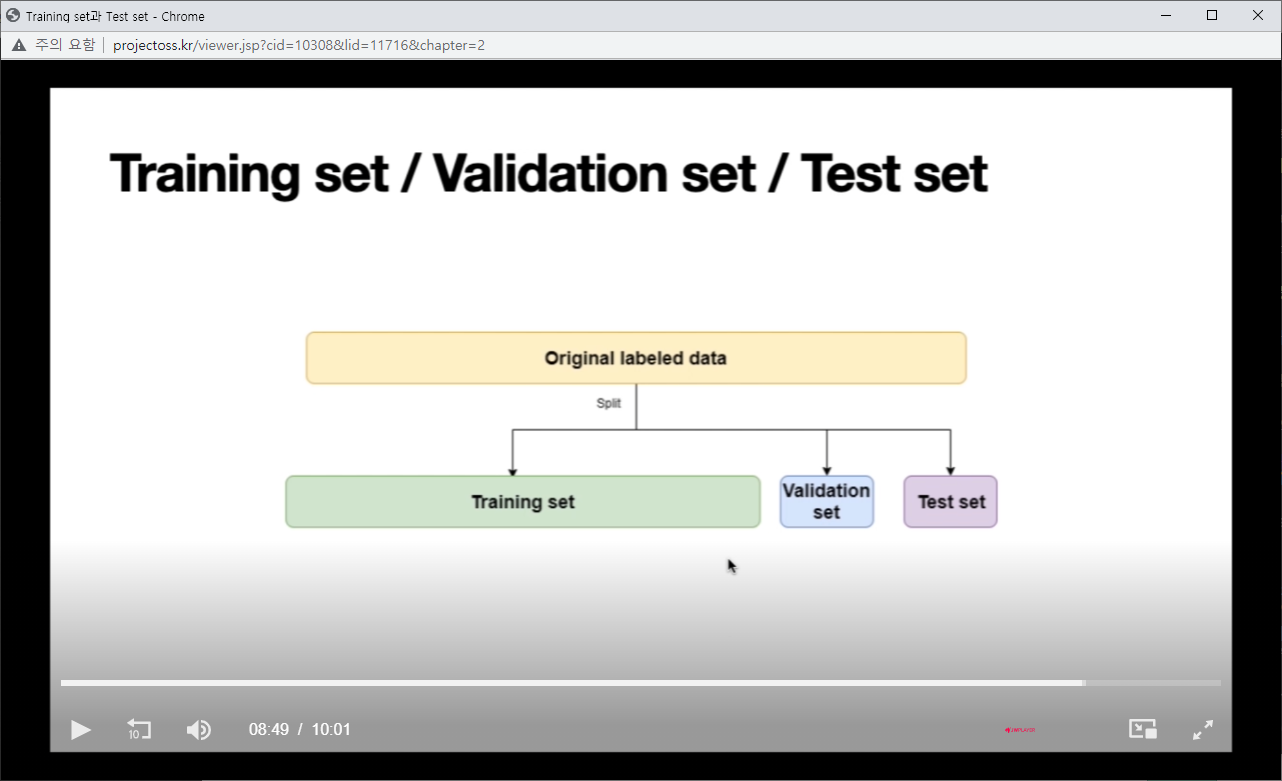 Training set과 Test set - Chrome
주의 요함 | projectoss.kr/viewer.jsp?cid=10308&lid=11716&chapter=2
Training set / Validation set / Test set
Original labeled data
Split
Training set
Validation
set
Test set
10
08:49 / 10:01